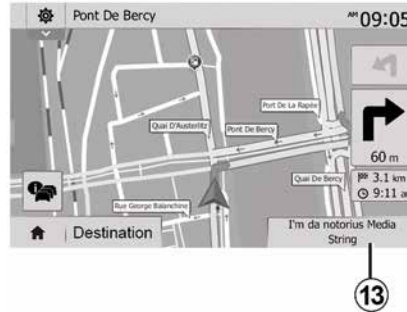 Pont De Bercy
AM 09:05
Port De La Rapée
Quai D'Austerlitz
Pont De Bercy
60 m
Quai De Bercy
3.1 km
9:11 a
Rue George Balanchine
Destination
I'm da notorius Media
String
13